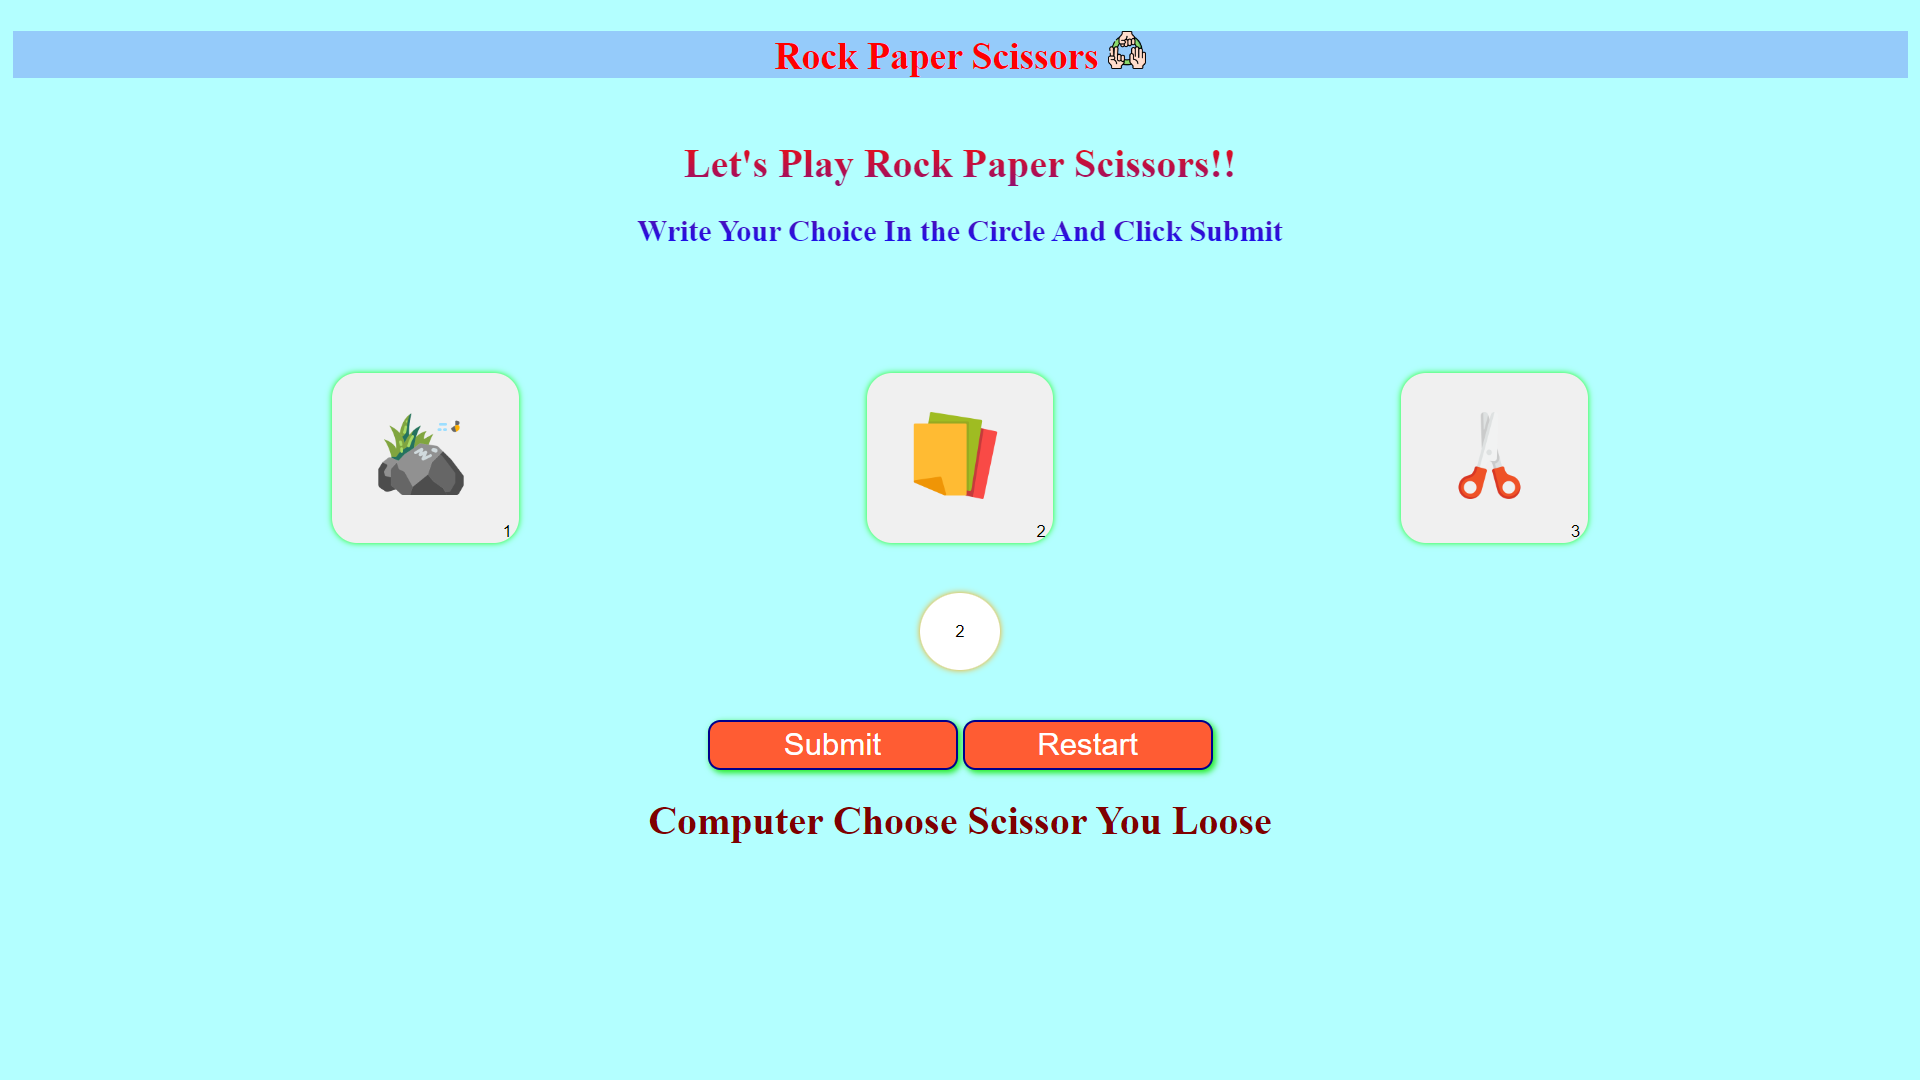 Rock Paper Scissors
Let's Play Rock Paper Scissors!!
Write Your Choice In the Circle And Click Submit
1
2
3
2
Submit
Restart
Computer Choose Scissor You Loose